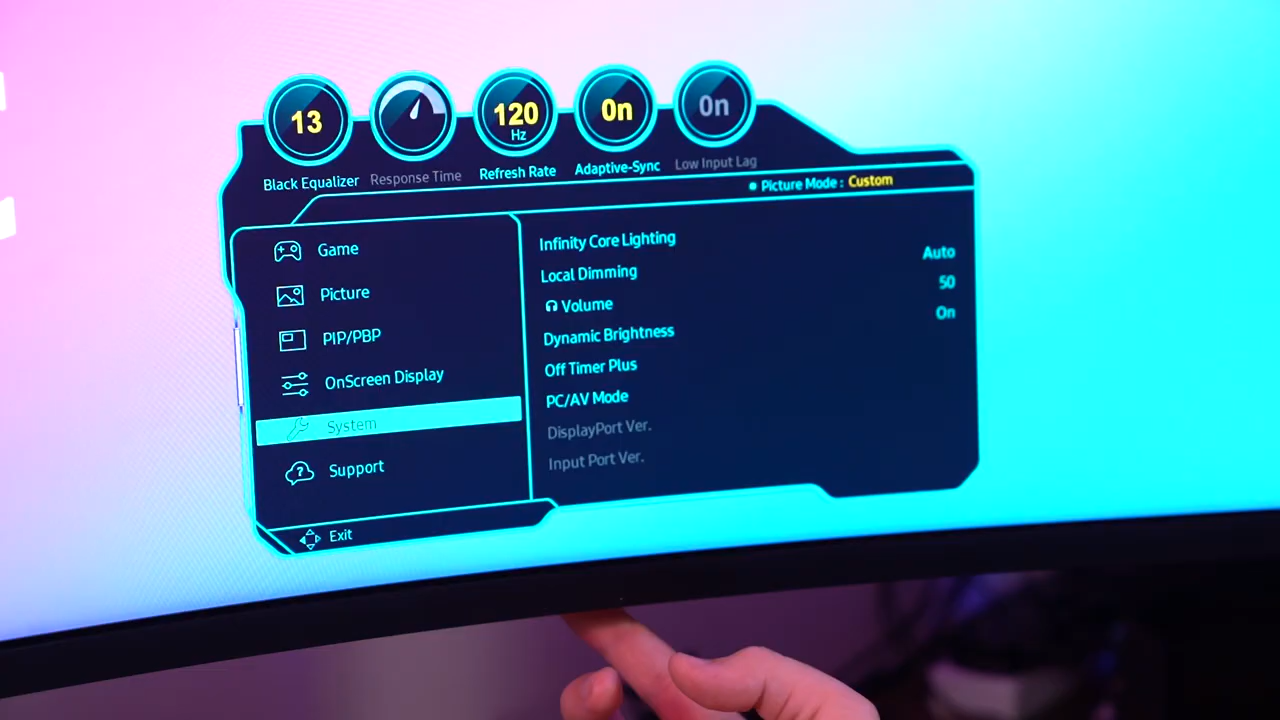 13
120
Hz
On
On
Black Equalizer
Response Time
Refresh Rate
Adaptive-Sync
Low Input Lag
Picture Mode : Custom
Game
Picture
PIP/PBP
OnScreen Display
System
Support
Infinity Core Lighting
Local Dimming
Auto
Volume
50
Dynamic Brightness
On
Off Timer Plus
PC/AV Mode
DisplayPort Ver.
Input Port Ver.
Exit